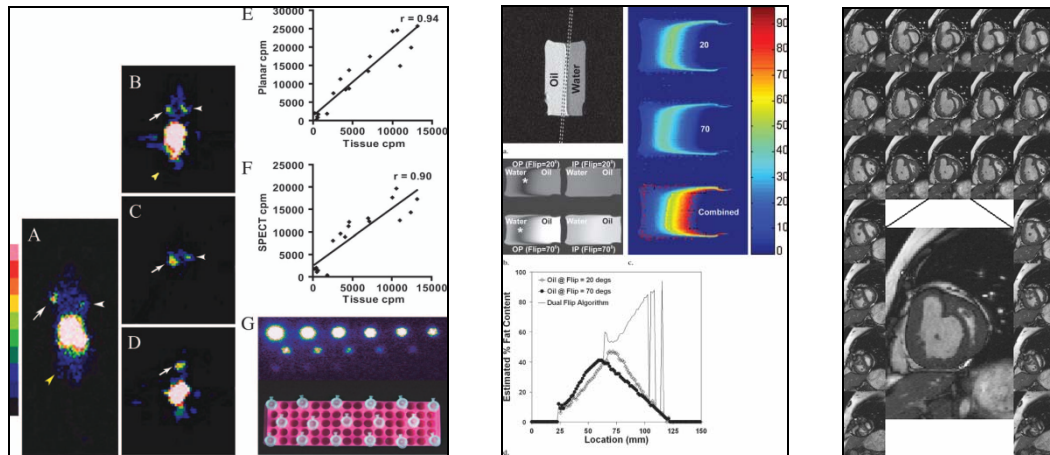 A
B
C
D
E
r = 0.94
Planar cpm
30000
25000
20000
15000
10000
5000
0
0 5000 10000 15000
Tissue cpm
F
r = 0.90
SPECT cpm
25000
20000
15000
10000
5000
0
0 5000 10000 15000
Tissue cpm
G
Oil
Water
a.
OP (Flip=20°) IP (Flip=20°)
Water Oil Water Oil
*
Water Oil Water Oil
*
OP (Flip=70°) IP (Flip=70°)
b.
20
70
Combined
90
80
70
60
50
40
30
20
10
0
c.
Oil @ Flip = 20 degs
Oil @ Flip = 70 degs
Dual Flip Algorithm
Estimated % Fat Content
100
80
60
40
20
0
0 25 50 75 100 125 150
Location (mm)
d.